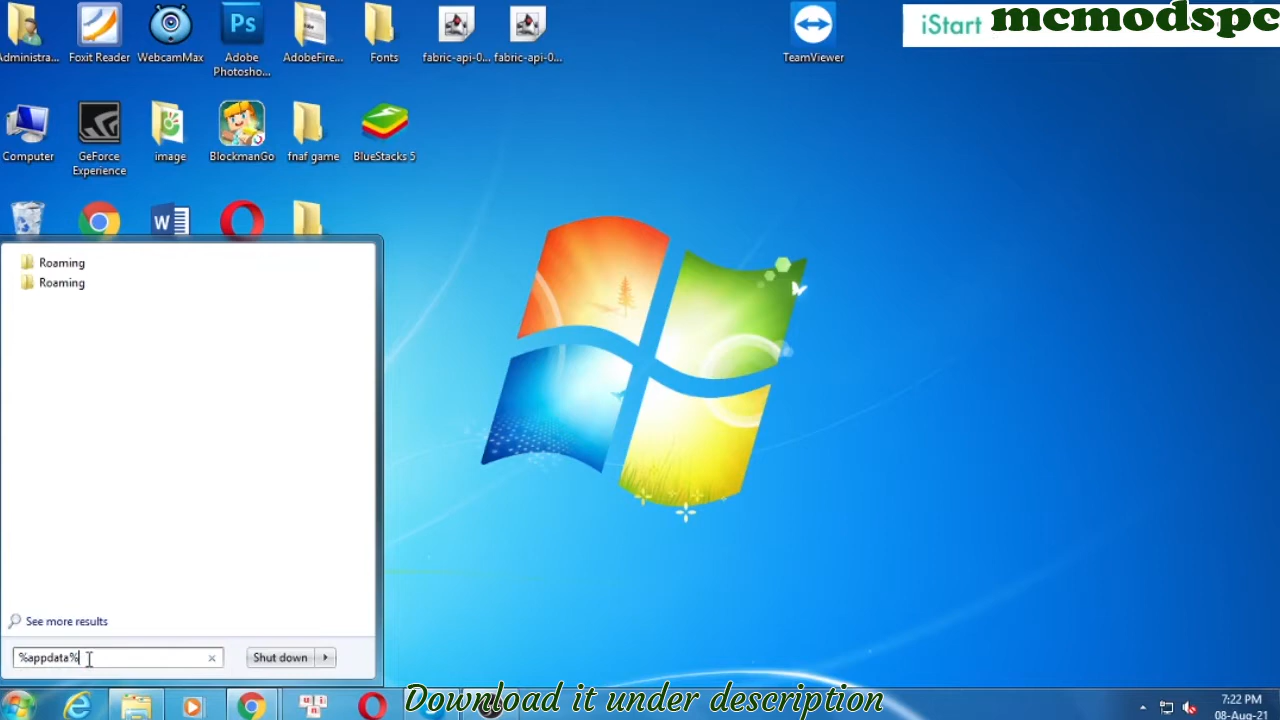 iStart mcmodspc
Administra...
Foxit Reader
WebcamMax
Adobe
Photosho...
AdobeFire...
Fonts
fabric-api-0...
fabric-api-0...
TeamViewer
Computer
GeForce
Experience
image
BlockmanGo
fnaf game
BlueStacks 5
Roaming
Roaming
See more results
%appdata%
Shut down
Download it under description
7:22 PM
08-Aug-21